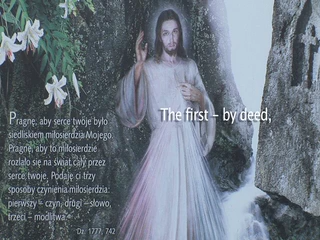 Pragnę, aby serce twoje było
siedliskiem miłosierdzia Mojego.
Pragnę, aby to miłosierdzie
rozlało się na świat cały przez
serce twoje. Podaję ci trzy
sposoby czynienia miłosierdzia:
pierwszy – czyn, drugi – słowo,
trzeci – modlitwa.
Dz. 1777, 742
The first – by deed,